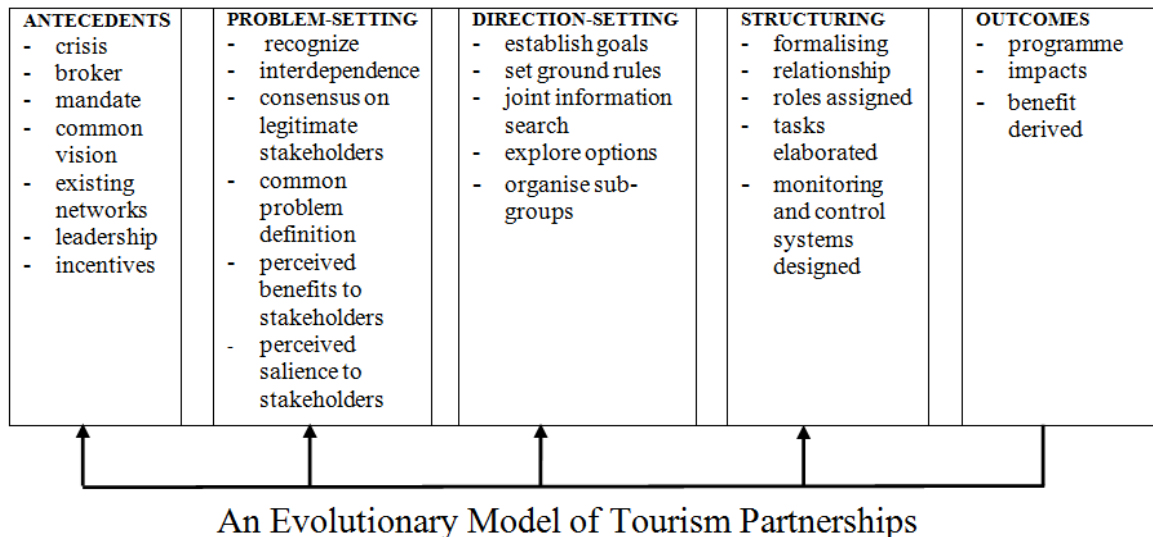 ANTECEDENTS
- crisis
- broker
- mandate
- common
vision
- existing
networks
- leadership
- incentives
PROBLEM-SETTING
- recognize
- interdependence
- consensus on
legitimate
stakeholders
- common
problem
definition
- perceived
benefits to
stakeholders
- perceived
salience to
stakeholders
DIRECTION-SETTING
- establish goals
- set ground rules
- joint information
search
- explore options
- organise sub-
groups
STRUCTURING
- formalising
- relationship
- roles assigned
- tasks
elaborated
- monitoring
and control
systems
designed
OUTCOMES
- programme
- impacts
- benefit
derived
An Evolutionary Model of Tourism Partnerships